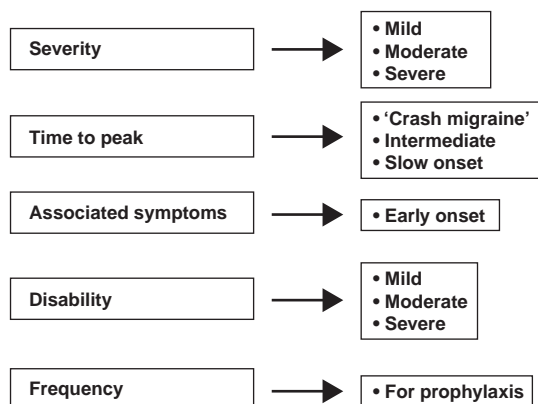 Severity
• Mild
• Moderate
• Severe
Time to peak
• ‘Crash migraine’
• Intermediate
• Slow onset
Associated symptoms
• Early onset
Disability
• Mild
• Moderate
• Severe
Frequency
• For prophylaxis